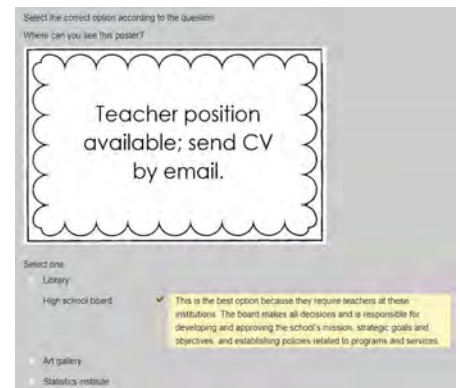 Select the correct option according to the question
Where can you see this poster?
Teacher position
available; send CV
by email.
Select one
Library
High school board
This is the best option because they require teachers at these
institutions. The board makes all decisions and is responsible for
developing and approving the school's mission, strategic goals and
objectives, and establishing policies related to programs and services.
Art gallery
Statistics institute